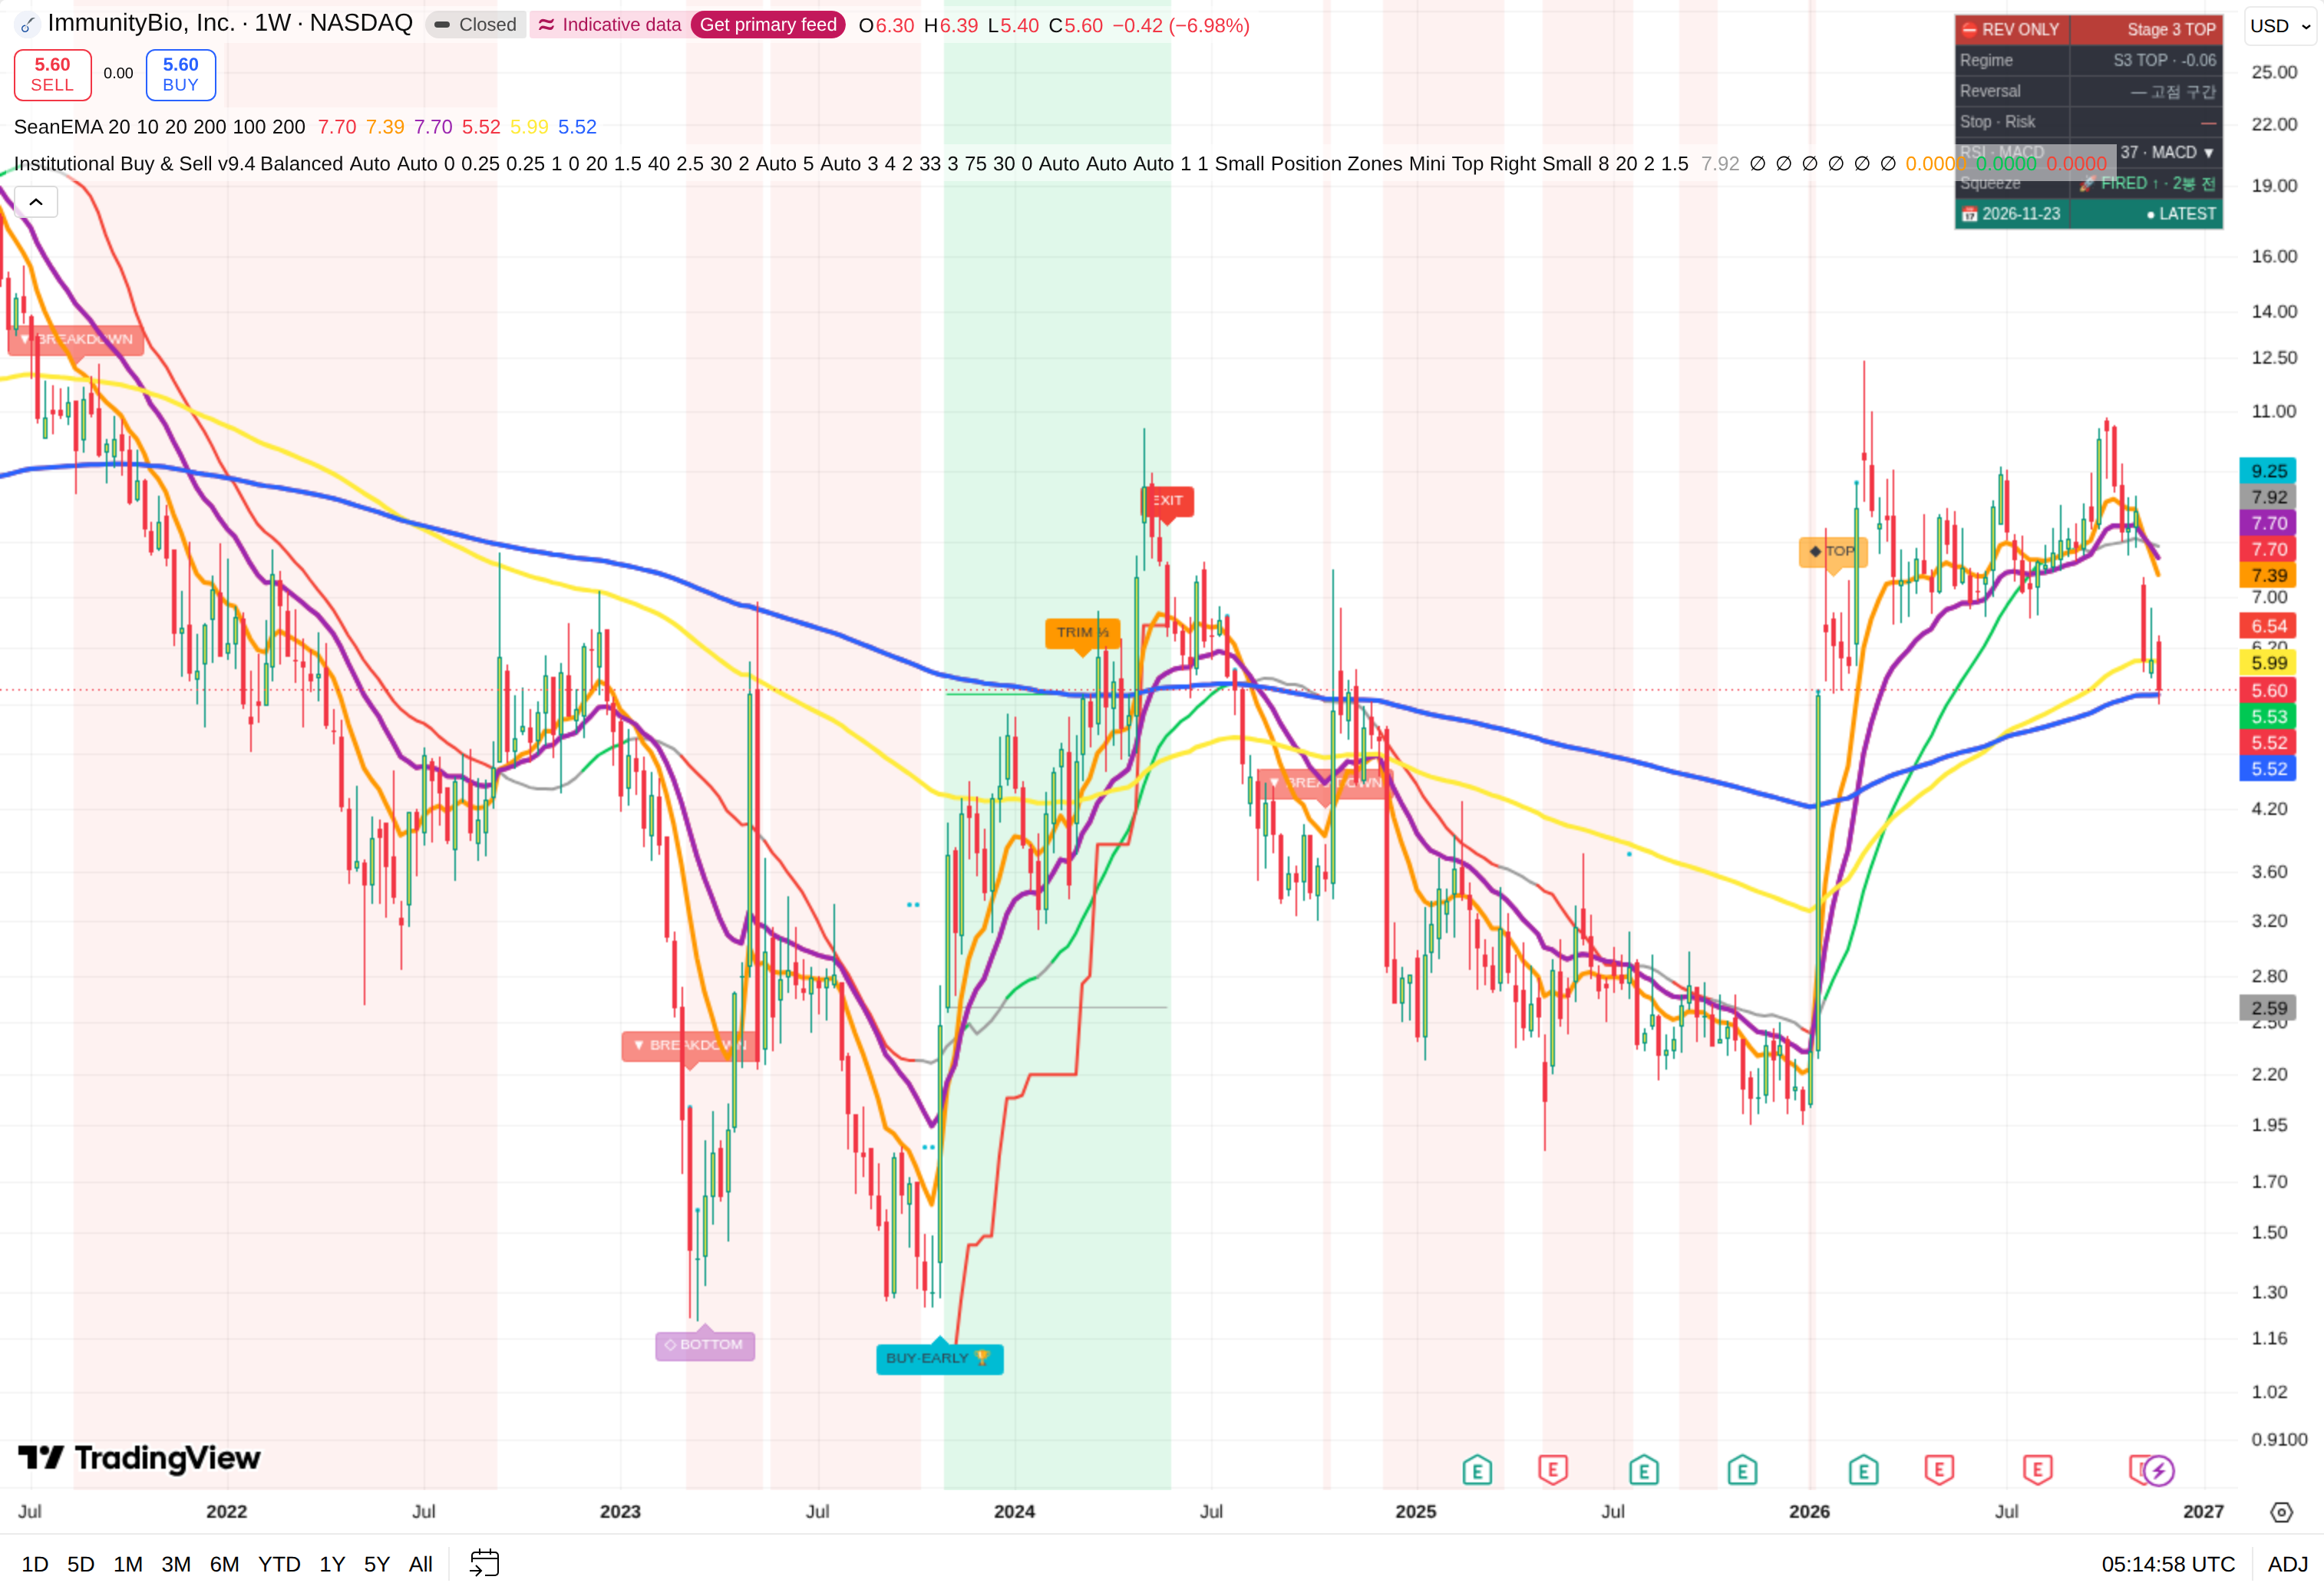 ImmunityBio, Inc. · 1W · NASDAQ Closed Indicative data Get primary feed O6.30 H6.39 L5.40 C5.60 −0.42 (−6.98%)
USD
5.60 SELL 0.00 5.60 BUY
SeanEMA 20 10 20 200 100 200 7.70 7.39 7.70 5.52 5.99 5.52
Institutional Buy & Sell v9.4 Balanced Auto Auto 0 0.25 0.25 1 0 20 1.5 40 2.5 30 2 Auto 5 Auto 3 4 2 33 3 75 30 0 Auto Auto Auto 1 1 Small Position Zones Mini Top Right Small 8 20 2 1.5 7.92 ∅ ∅ ∅ ∅ ∅ ∅ 0.0000 0.0000 0.0000
⛔ REV ONLY Stage 3 TOP
Regime S3 TOP · -0.06
Reversal — 고점 구간
Stop · Risk —
RSI · MACD 37 · MACD ▼
Squeeze 🚀 FIRED ↑ · 2봉 전
📅 2026-11-23 ● LATEST
▼ BREAKDOWN
EXIT
◆ TOP
TRIM ½
▼ BREAKDOWN
◇ BOTTOM
BUY·EARLY 🏆
25.00
22.00
19.00
16.00
14.00
12.50
11.00
9.25
7.92
7.70
7.70
7.39
7.00
6.54
6.20
5.99
5.60
5.53
5.52
5.52
4.20
3.60
3.20
2.80
2.59
2.50
2.20
1.95
1.70
1.50
1.30
1.16
1.02
0.9100
TradingView
E E E E E E E
Jul 2022 Jul 2023 Jul 2024 Jul 2025 Jul 2026 Jul 2027
1D 5D 1M 3M 6M YTD 1Y 5Y All
05:14:58 UTC ADJ